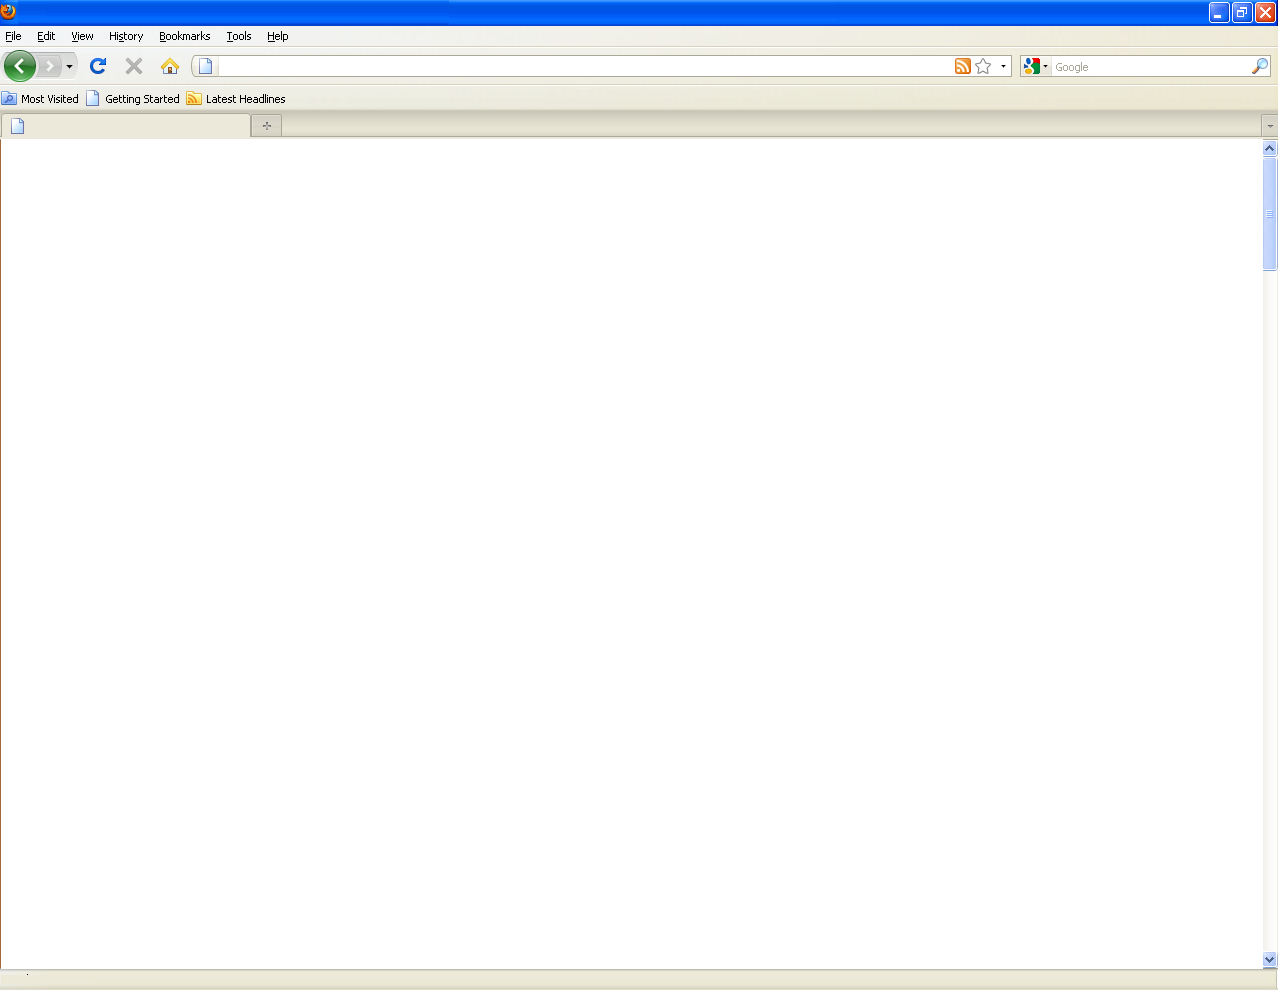 File Edit View History Bookmarks Tools Help
Google
Most Visited Getting Started Latest Headlines